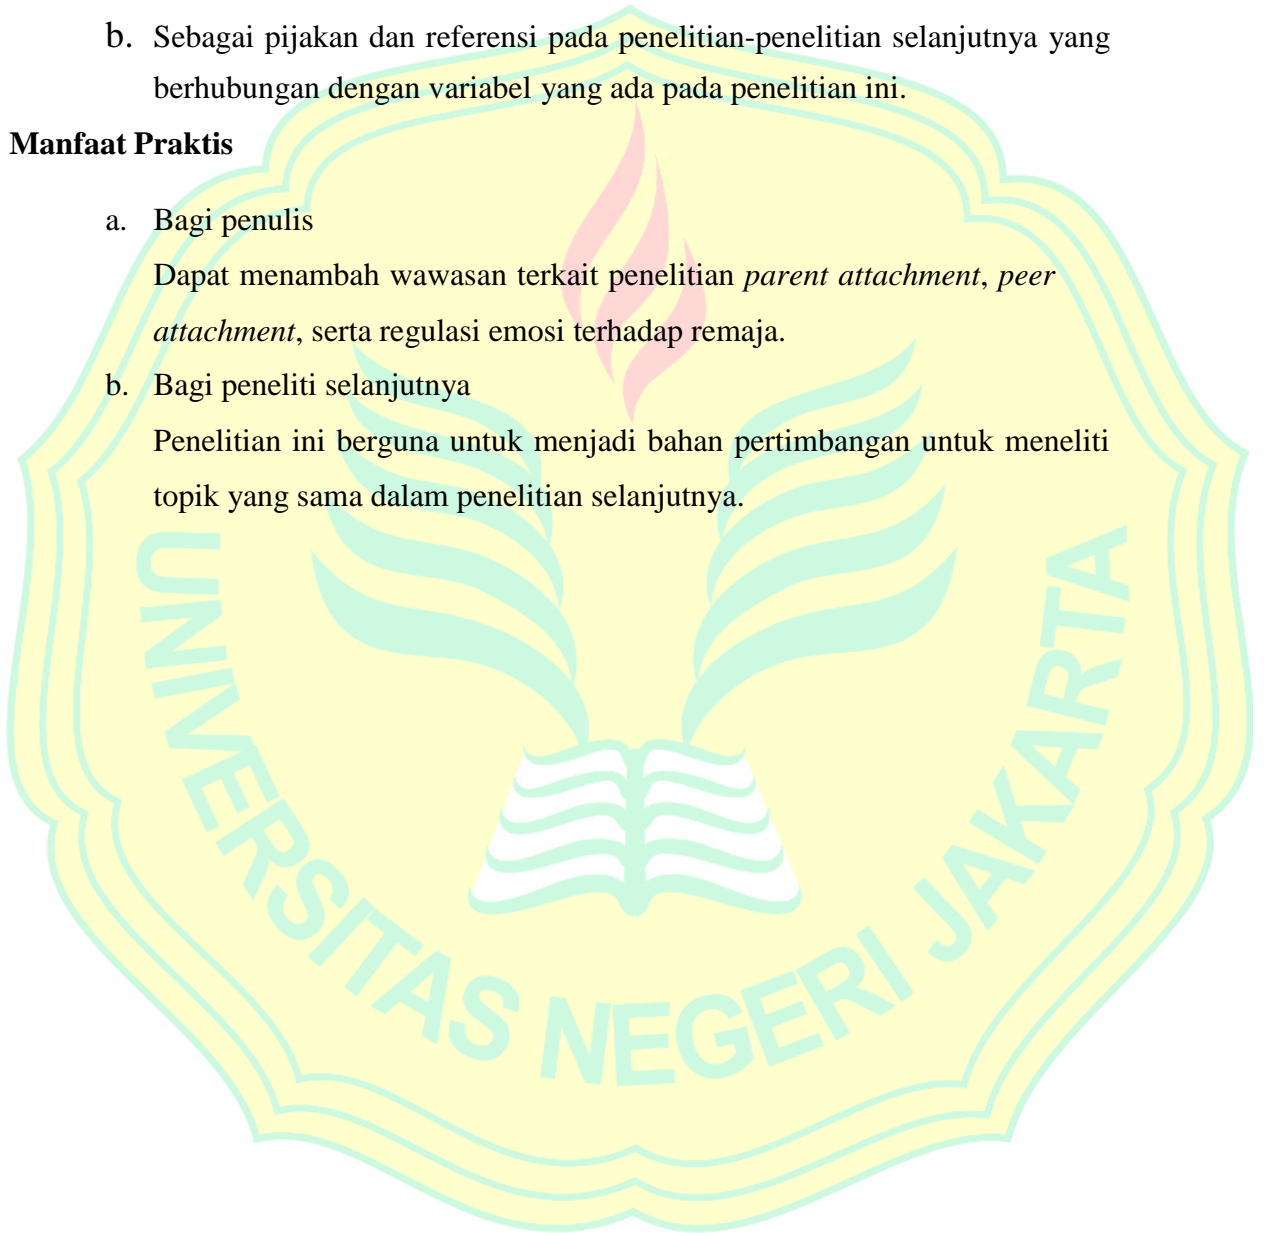 b. Sebagai pijakan dan referensi pada penelitian-penelitian selanjutnya yang
berhubungan dengan variabel yang ada pada penelitian ini.
Manfaat Praktis
a. Bagi penulis
Dapat menambah wawasan terkait penelitian parent attachment, peer
attachment, serta regulasi emosi terhadap remaja.
b. Bagi peneliti selanjutnya
Penelitian ini berguna untuk menjadi bahan pertimbangan untuk meneliti
topik yang sama dalam penelitian selanjutnya.
UNIVERSITAS NEGERI JAKARTA